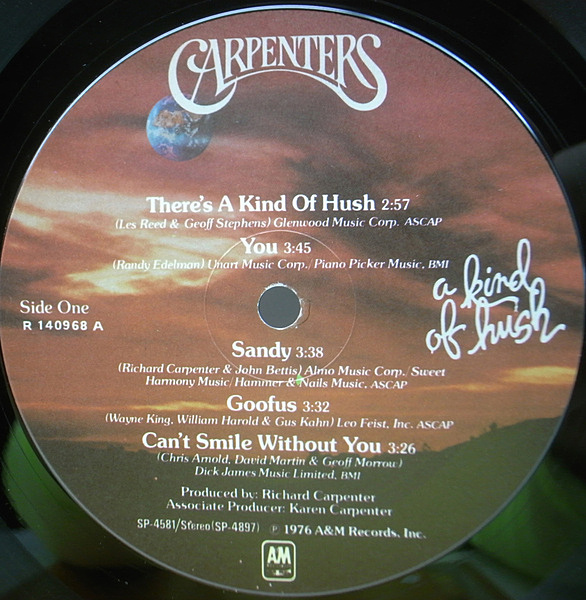 CARPENTERS
There's A Kind Of Hush 2:57
(Les Reed & Geoff Stephens) Glenwood Music Corp. ASCAP
You 3:45
(Randy Edelman) Unart Music Corp./Piano Picker Music, BMI
a kind
of hush
Side One
R 140968 A
Sandy 3:38
(Richard Carpenter & John Bettis) Almo Music Corp./Sweet
Harmony Music/Hammer & Nails Music, ASCAP
Goofus 3:32
(Wayne King, William Harold & Gus Kahn) Leo Feist, Inc. ASCAP
Can't Smile Without You 3:26
(Chris Arnold, David Martin & Geoff Morrow)
Dick James Music Limited, BMI
Produced by: Richard Carpenter
Associate Producer: Karen Carpenter
SP-4581/Stereo (SP-4897) ℗ 1976 A&M Records, Inc.
AM